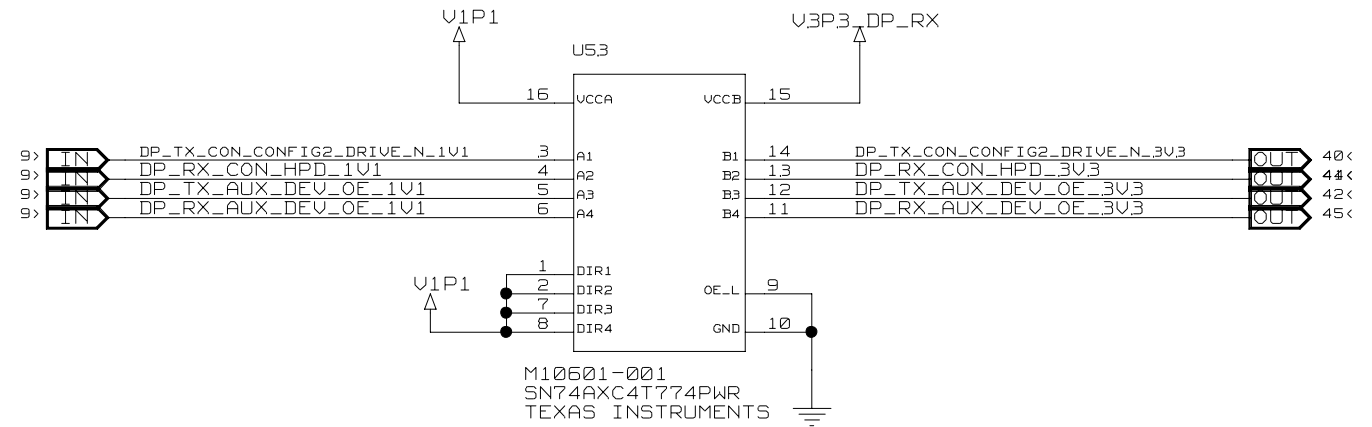 V1P1
V3P3_DP_RX
U53
16 VCCA
VCCB 15
9> IN DP_TX_CON_CONFIG2_DRIVE_N_1V1 3 A1
B1 14 DP_TX_CON_CONFIG2_DRIVE_N_3V3 OUT 40<
9> IN DP_RX_CON_HPD_1V1 4 A2
B2 13 DP_RX_CON_HPD_3V3 OUT 44<
9> IN DP_TX_AUX_DEV_OE_1V1 5 A3
B3 12 DP_TX_AUX_DEV_OE_3V3 OUT 42<
9> IN DP_RX_AUX_DEV_OE_1V1 6 A4
B4 11 DP_RX_AUX_DEV_OE_3V3 OUT 45<
V1P1
1 DIR1
2 DIR2
OE_L 9
7 DIR3
8 DIR4
GND 10
M10601-001
SN74AXC4T774PWR
TEXAS INSTRUMENTS